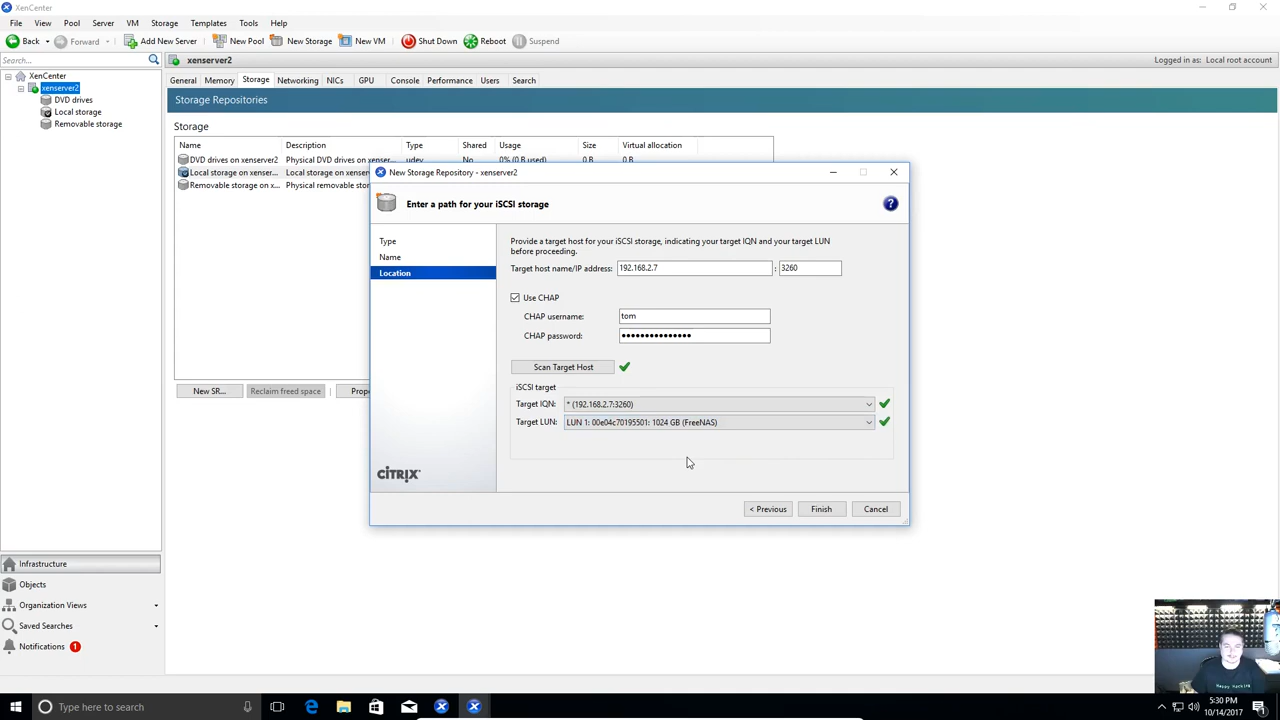 XenCenter
File View Pool Server VM Storage Templates Tools Help
Back Forward Add New Server New Pool New Storage New VM Shut Down Reboot Suspend
Search...
xenserver2
Logged in as: Local root account
XenCenter
xenserver2
DVD drives
Local storage
Removable storage
General Memory Storage Networking NICs GPU Console Performance Users Search
Storage Repositories
Storage
Name Description Type Shared Usage Size Virtual allocation
DVD drives on xenserver2 Physical DVD drives on xenser... udev No 0% (0 B used) 0 B 0 B
Local storage on xenser... Local storage on xenser
Removable storage on x... Physical removable stora
New SR... Reclaim freed space Prop
New Storage Repository - xenserver2
Enter a path for your iSCSI storage
?
Type
Name
Location
CİTRIX
Provide a target host for your iSCSI storage, indicating your target IQN and your target LUN
before proceeding.
Target host name/IP address: 192.168.2.7 : 3260
Use CHAP
CHAP username: tom
CHAP password: •••••••••••••••
Scan Target Host
iSCSI target
Target IQN: * (192.168.2.7:3260)
Target LUN: LUN 1: 00e04c70195501: 1024 GB (FreeNAS)
< Previous Finish Cancel
Infrastructure
Objects
Organization Views
Saved Searches
Notifications 1
Happy Hacking
Type here to search
5:30 PM
10/14/2017
1